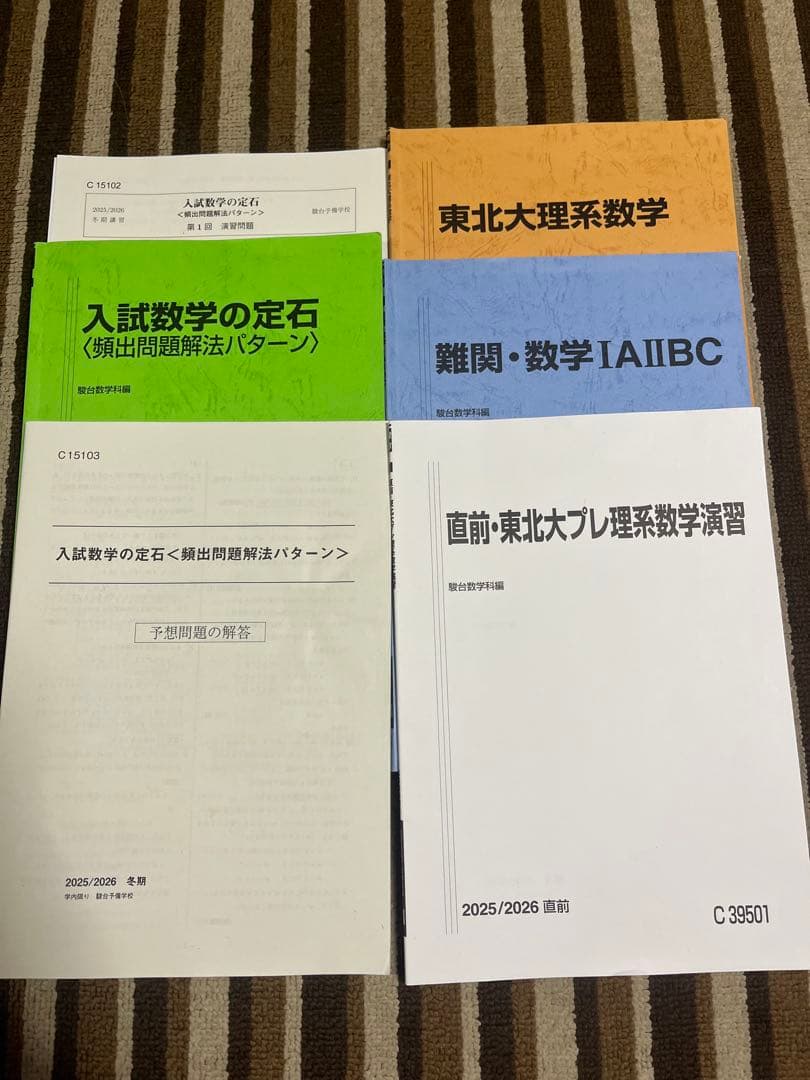 C 15102
2025/2026
冬期講習
入試数学の定石
<頻出問題解法パターン>
第1回 演習問題
駿台予備学校
東北大理系数学
入試数学の定石
〈頻出問題解法パターン〉
駿台数学科編
難関・数学ⅠAⅡBC
駿台数学科編
C 15103
入試数学の定石<頻出問題解法パターン>
予想問題の解答
2025/2026 冬期
学内限り 駿台予備学校
直前・東北大プレ理系数学演習
駿台数学科編
2025/2026 直前
C 39501